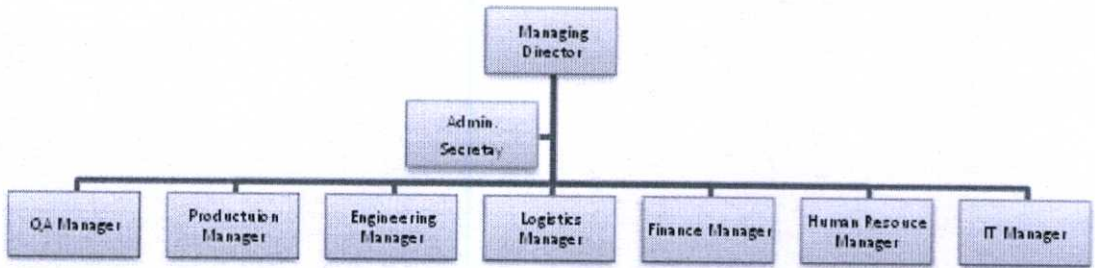 Managing
Director
Admin.
Secretay
QA Manager
Productuion
Manager
Engineering
Manager
Logistics
Manager
Finance Manager
Human Resouce
Manager
IT Manager